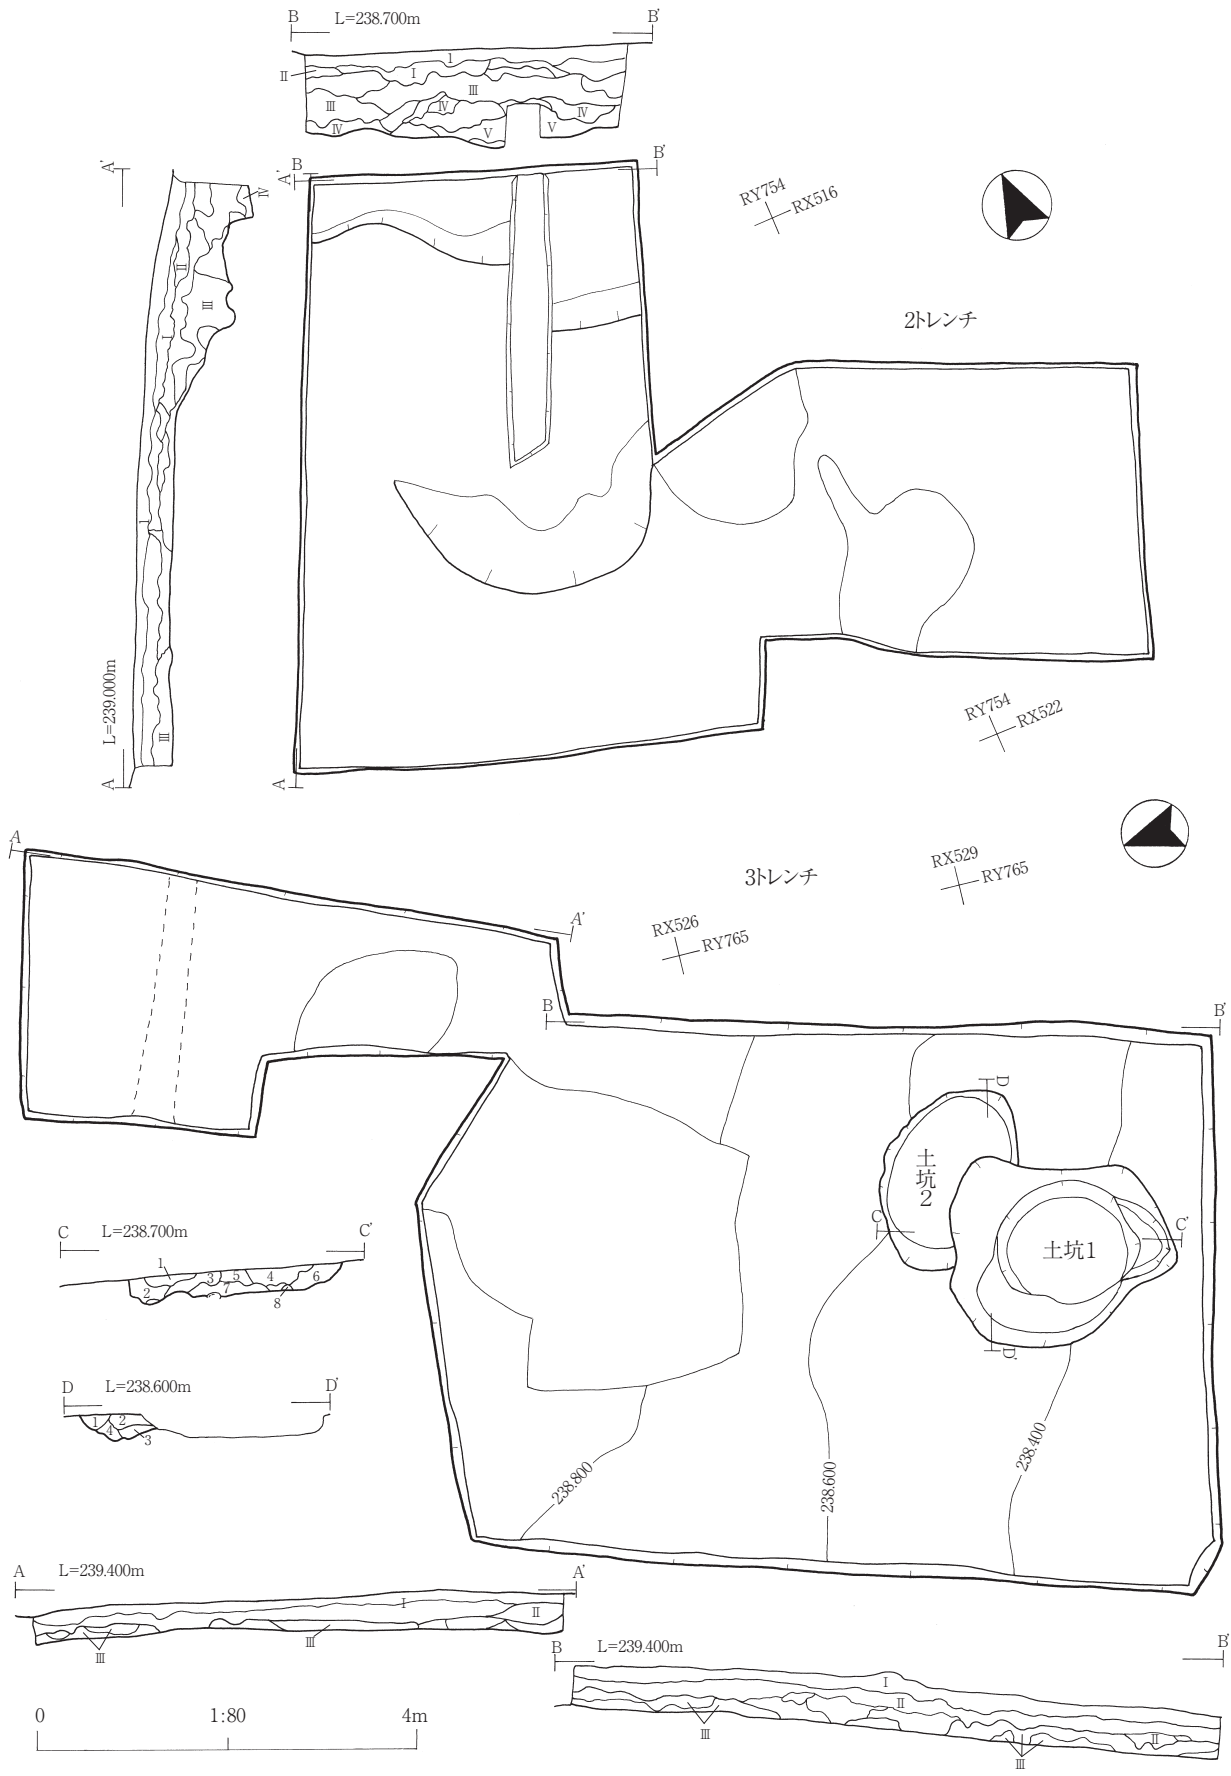 B L=238.700m B'
1
II
I
III
III
IV
IV
IV
V
V
A'
IV
II
III
I
I
III
L=239.000m
A
B
A'
B'
A
RY754
RX516
2トレンチ
RY754
RX522
A
A'
3トレンチ
RX529
RY765
RX526
RY765
B
B'
D
土坑2
C
土坑1
C'
D'
238.800
238.600
238.400
C L=238.700m C'
1
2
3
5
4
6
7
8
D L=238.600m D'
1
2
4
3
A L=239.400m A'
I
II
III
III
B L=239.400m B'
I
II
II
III
III
0 1:80 4m